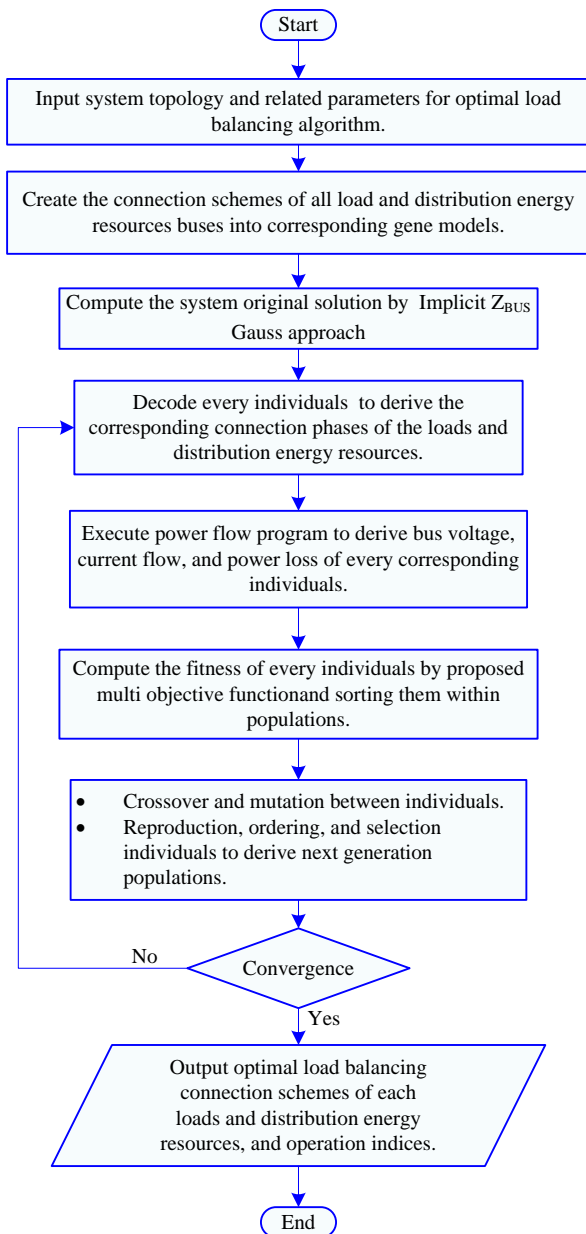 Start
Input system topology and related parameters for optimal load
balancing algorithm.
Create the connection schemes of all load and distribution energy
resources buses into corresponding gene models.
Compute the system original solution by Implicit Z_BUS
Gauss approach
Decode every individuals to derive the
corresponding connection phases of the loads and
distribution energy resources.
Execute power flow program to derive bus voltage,
current flow, and power loss of every corresponding
individuals.
Compute the fitness of every individuals by proposed
multi objective functionand sorting them within
populations.
• Crossover and mutation between individuals.
• Reproduction, ordering, and selection
individuals to derive next generation
populations.
No
Convergence
Yes
Output optimal load balancing
connection schemes of each
loads and distribution energy
resources, and operation indices.
End